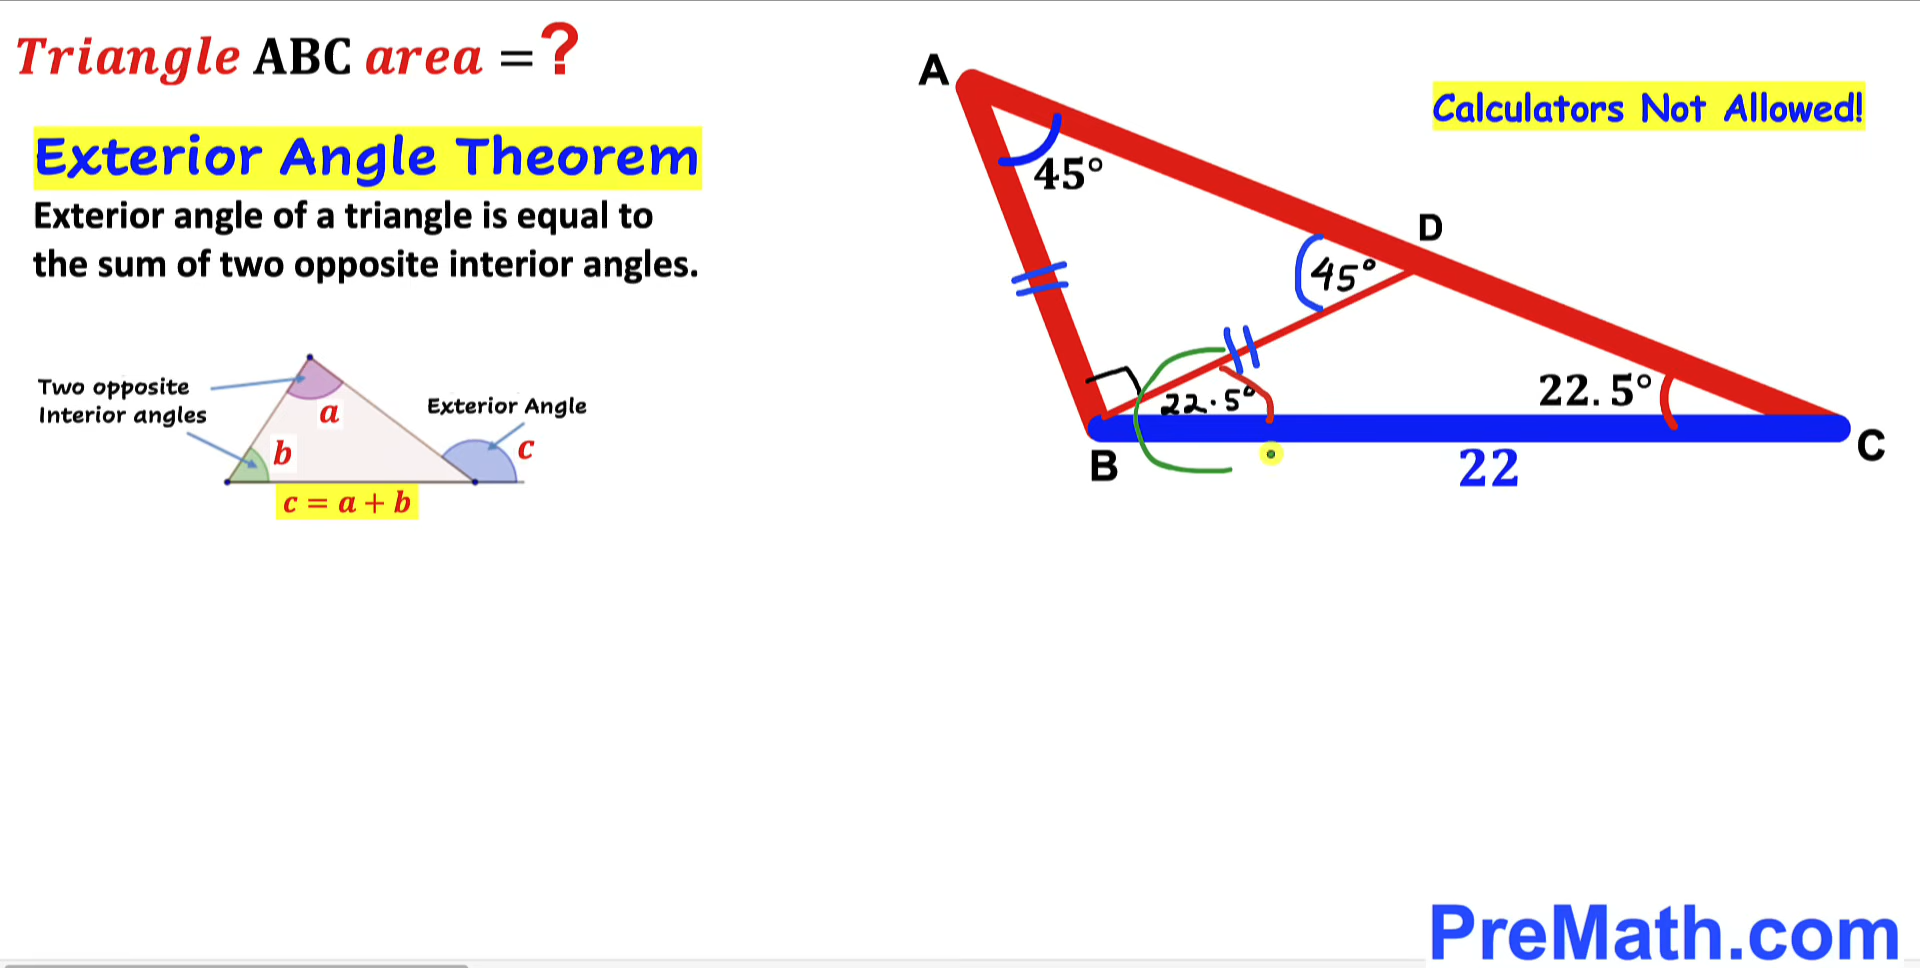 Triangle ABC area = ?
Exterior Angle Theorem
Exterior angle of a triangle is equal to
the sum of two opposite interior angles.
Two opposite
Interior angles
a
b
Exterior Angle
c
c = a + b
Calculators Not Allowed!
A
45°
D
45°
22.5°
22.5°
B
22
C
PreMath.com